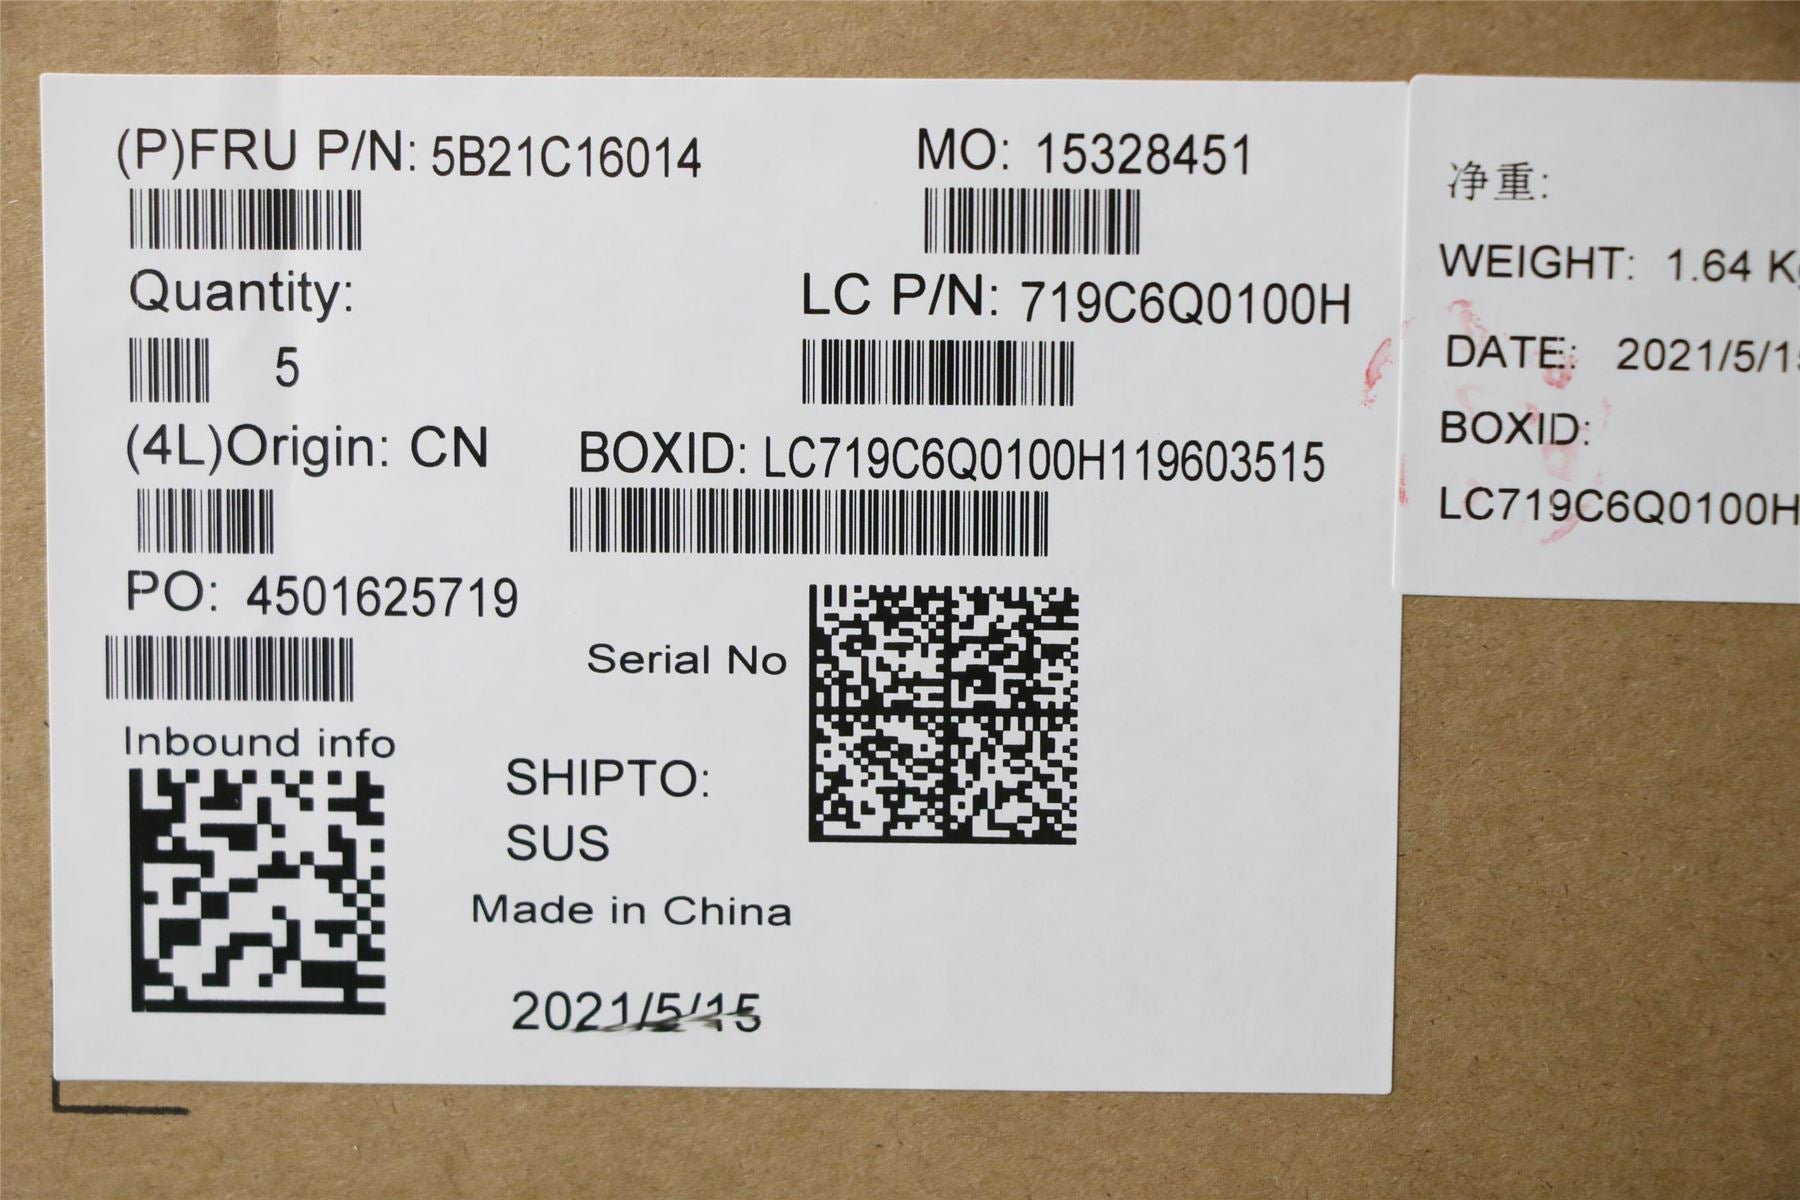 (P)FRU P/N: 5B21C16014
MO: 15328451
Quantity:
5
LC P/N: 719C6Q0100H
(4L)Origin: CN
BOXID: LC719C6Q0100H119603515
PO: 4501625719
Serial No
Inbound info
SHIPTO:
SUS
Made in China
2021/5/15
净重:
WEIGHT: 1.64
DATE: 2021/5/15
BOXID:
LC719C6Q0100H